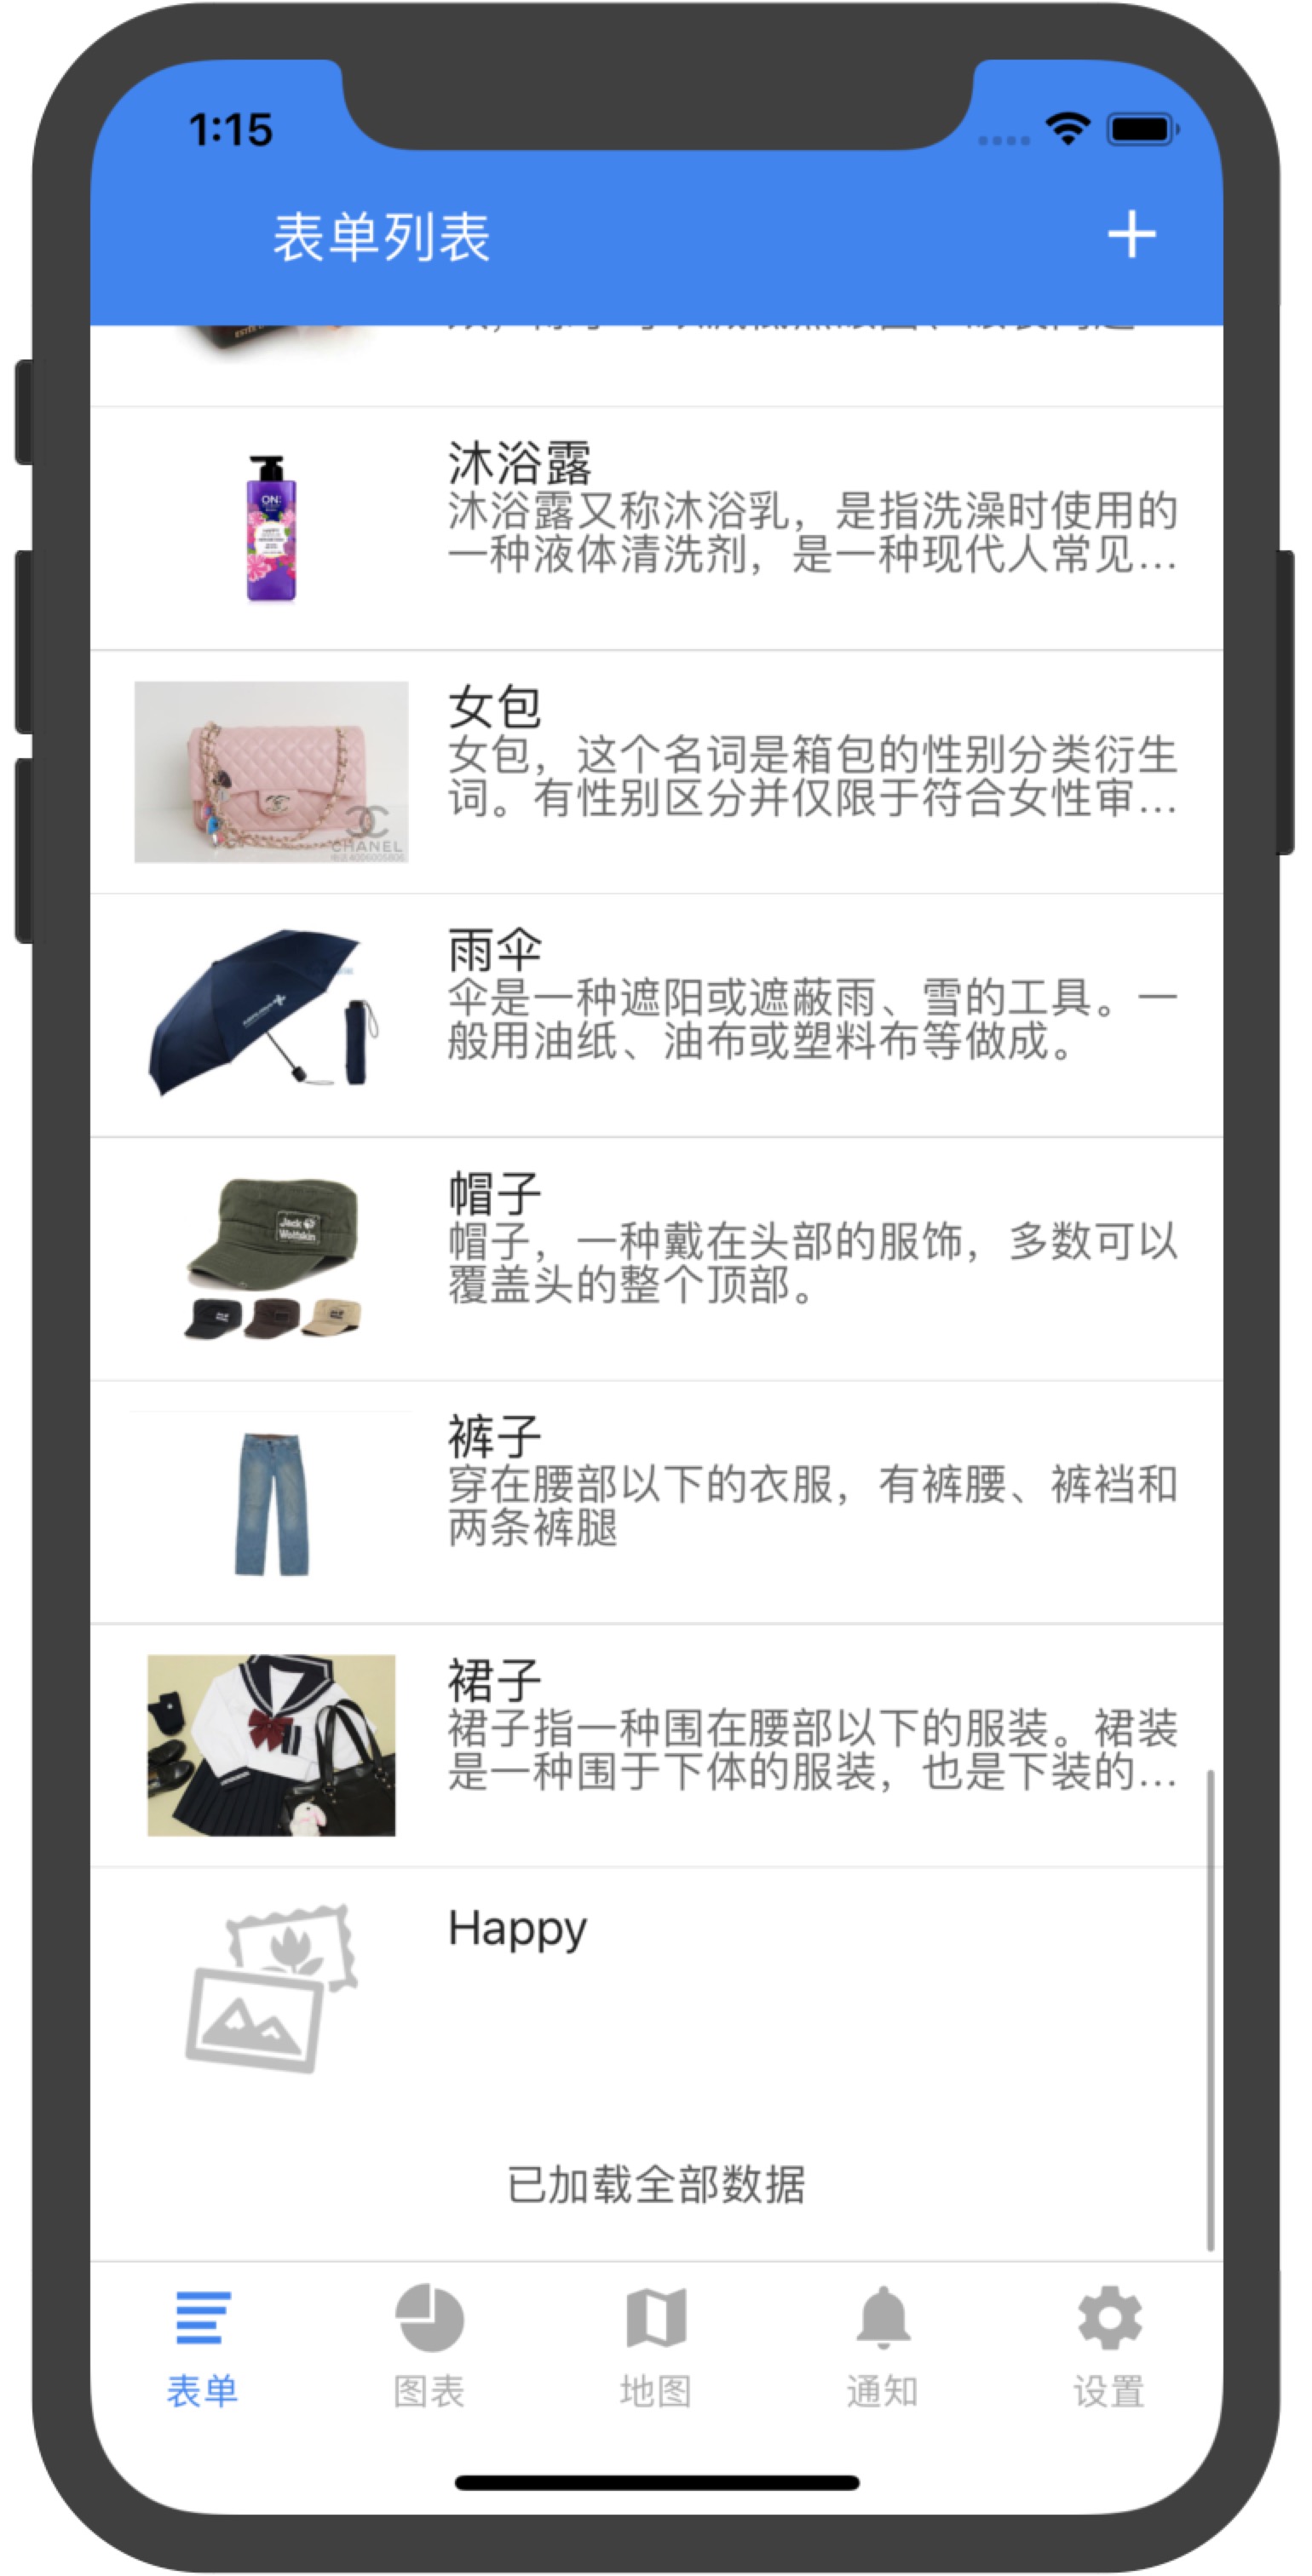 1:15
表单列表
沐浴露
沐浴露又称沐浴乳，是指洗澡时使用的
一种液体清洗剂，是一种现代人常见...
ON:
女包
女包，这个名词是箱包的性别分类衍生
词。有性别区分并仅限于符合女性审...
CHANEL
雨伞
伞是一种遮阳或遮蔽雨、雪的工具。一
般用油纸、油布或塑料布等做成。
帽子
帽子，一种戴在头部的服饰，多数可以
覆盖头的整个顶部。
Jack
Wolfskin
裤子
穿在腰部以下的衣服，有裤腰、裤裆和
两条裤腿
裙子
裙子指一种围在腰部以下的服装。裙装
是一种围于下体的服装，也是下装的...
Happy
已加载全部数据
表单
图表
地图
通知
设置